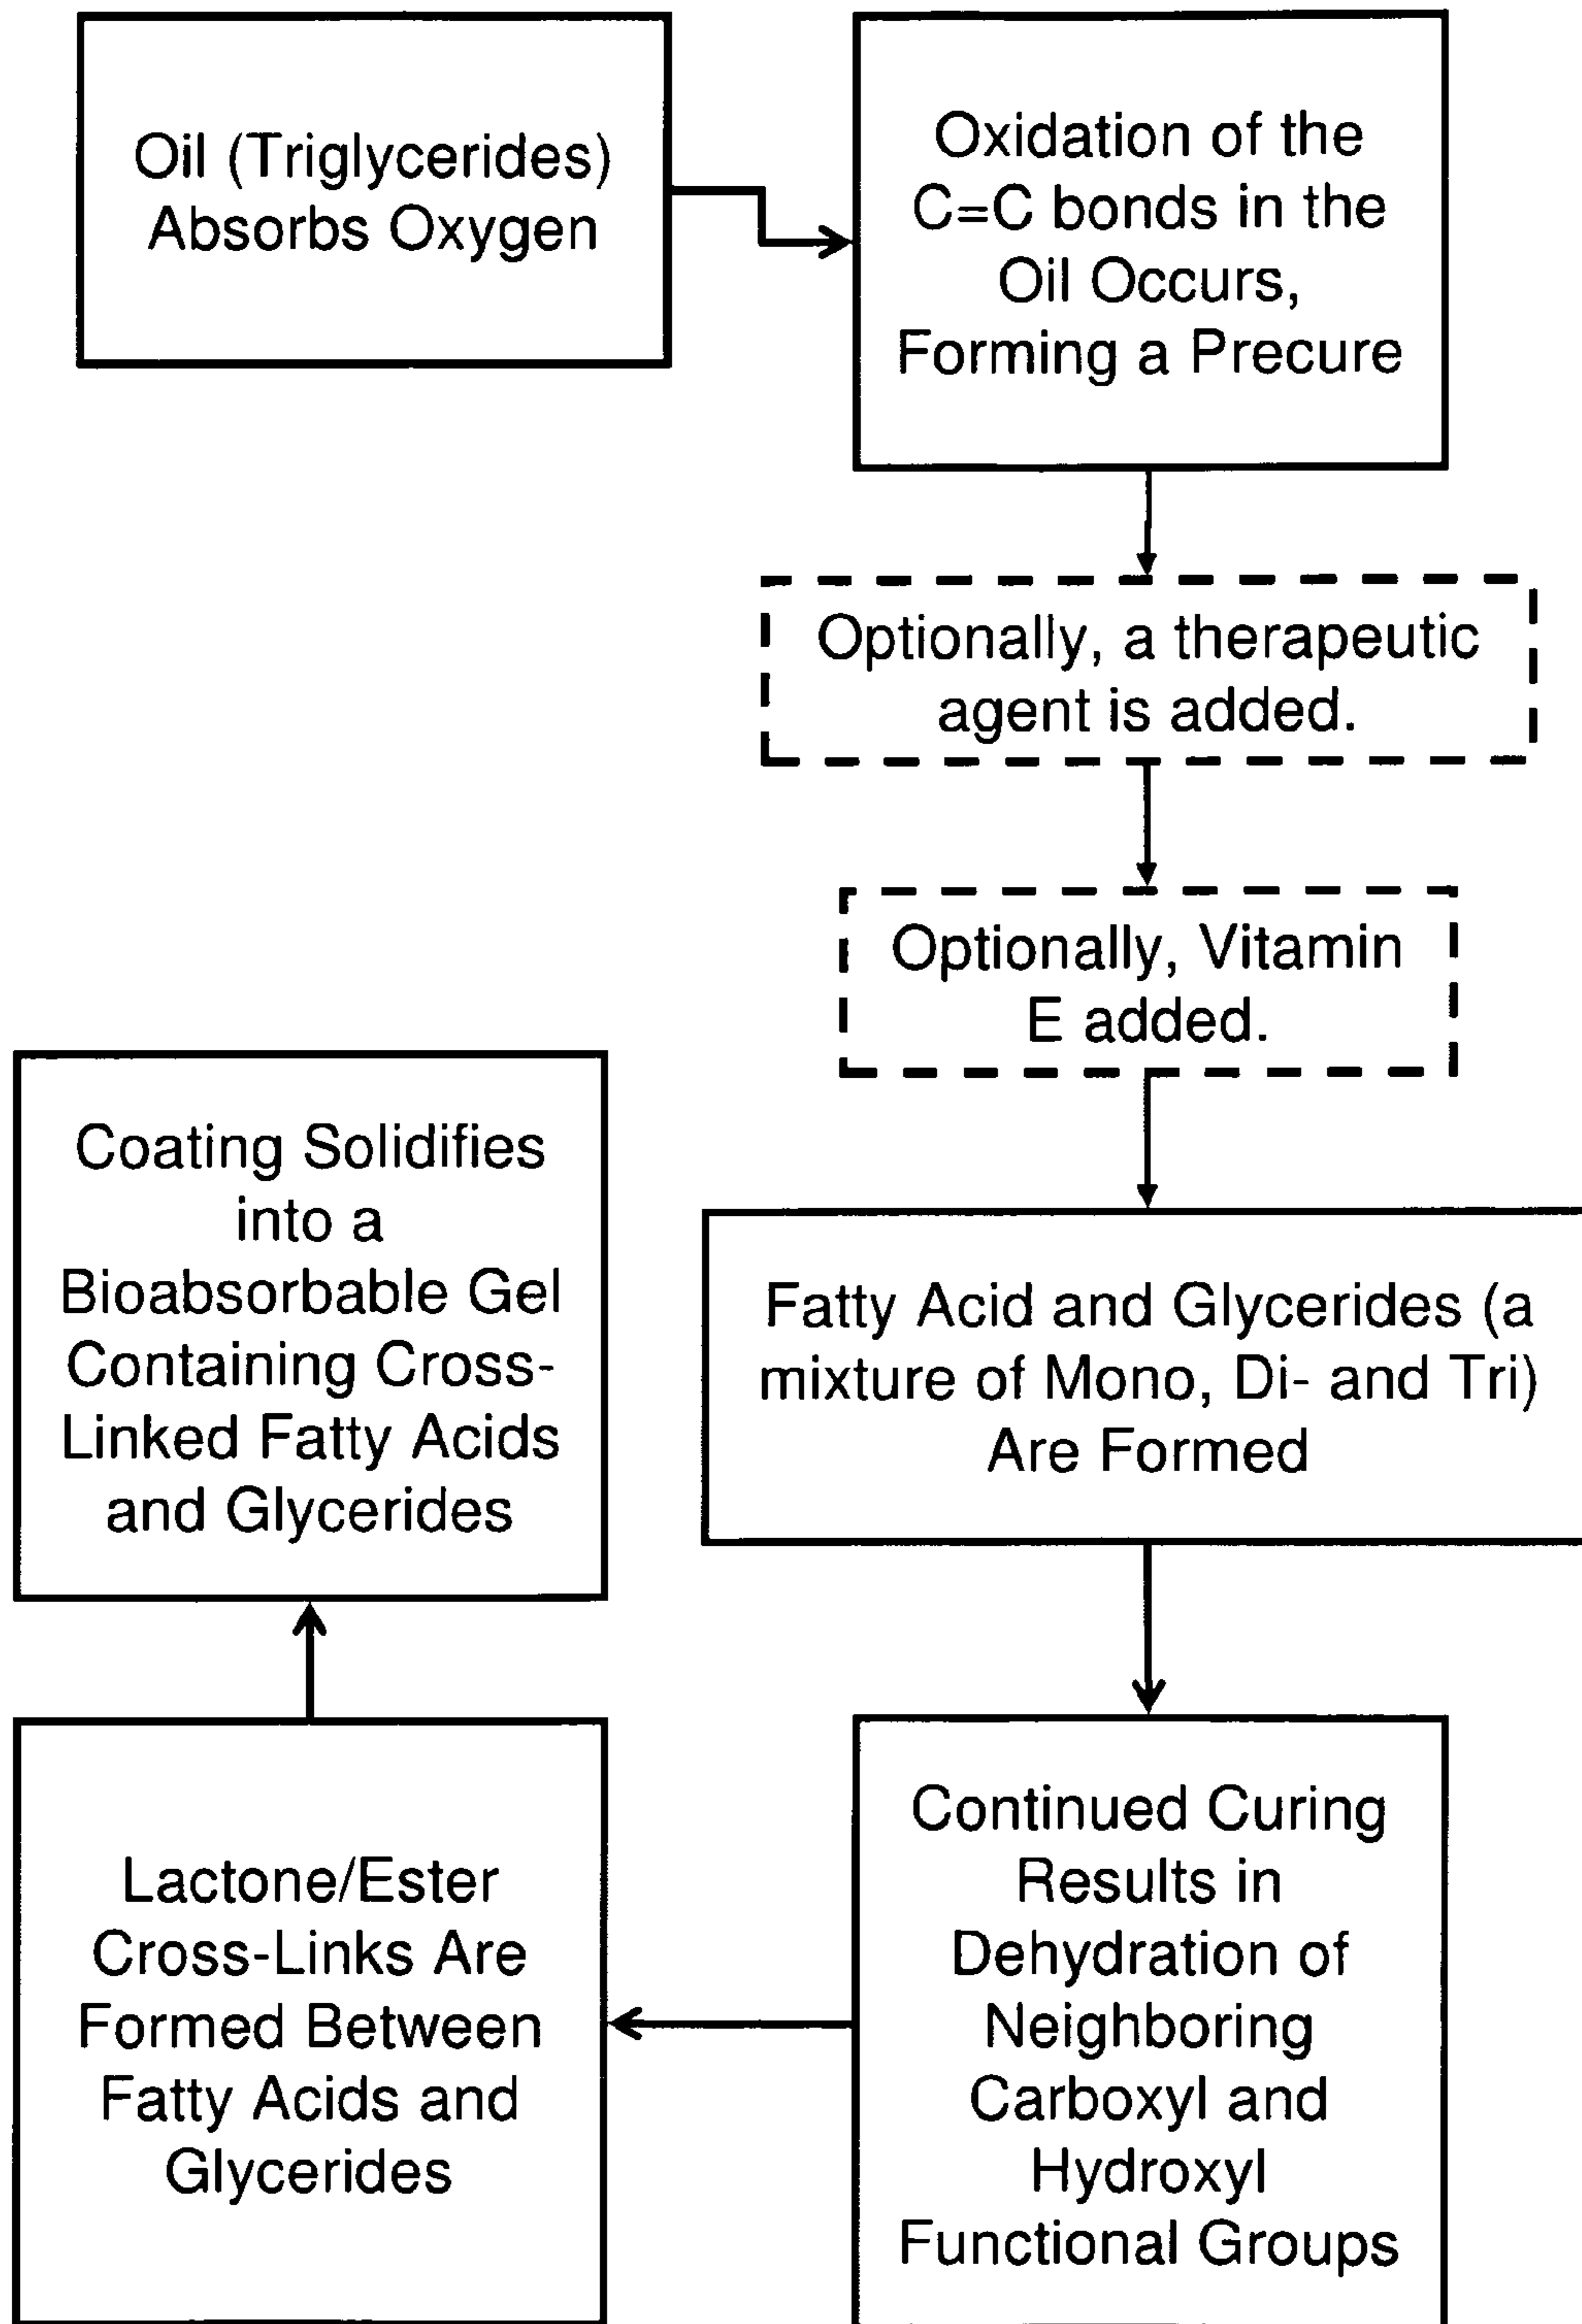 Oil (Triglycerides)
Absorbs Oxygen
Oxidation of the
C=C bonds in the
Oil Occurs,
Forming a Precure
Optionally, a therapeutic
agent is added.
Optionally, Vitamin
E added.
Fatty Acid and Glycerides (a
mixture of Mono, Di- and Tri)
Are Formed
Continued Curing
Results in
Dehydration of
Neighboring
Carboxyl and
Hydroxyl
Functional Groups
Lactone/Ester
Cross-Links Are
Formed Between
Fatty Acids and
Glycerides
Coating Solidifies
into a
Bioabsorbable Gel
Containing Cross-
Linked Fatty Acids
and Glycerides